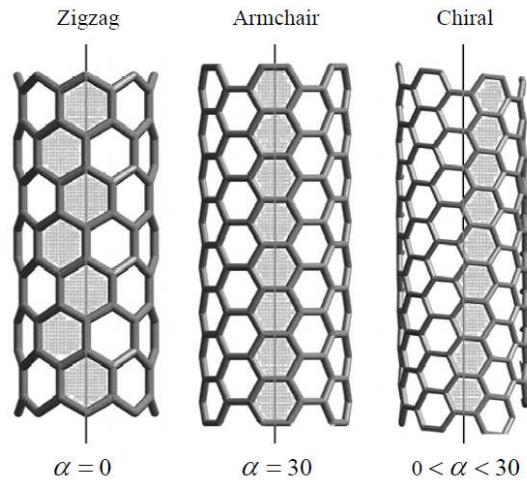 Zigzag Armchair Chiral
α = 0 α = 30 0 < α < 30